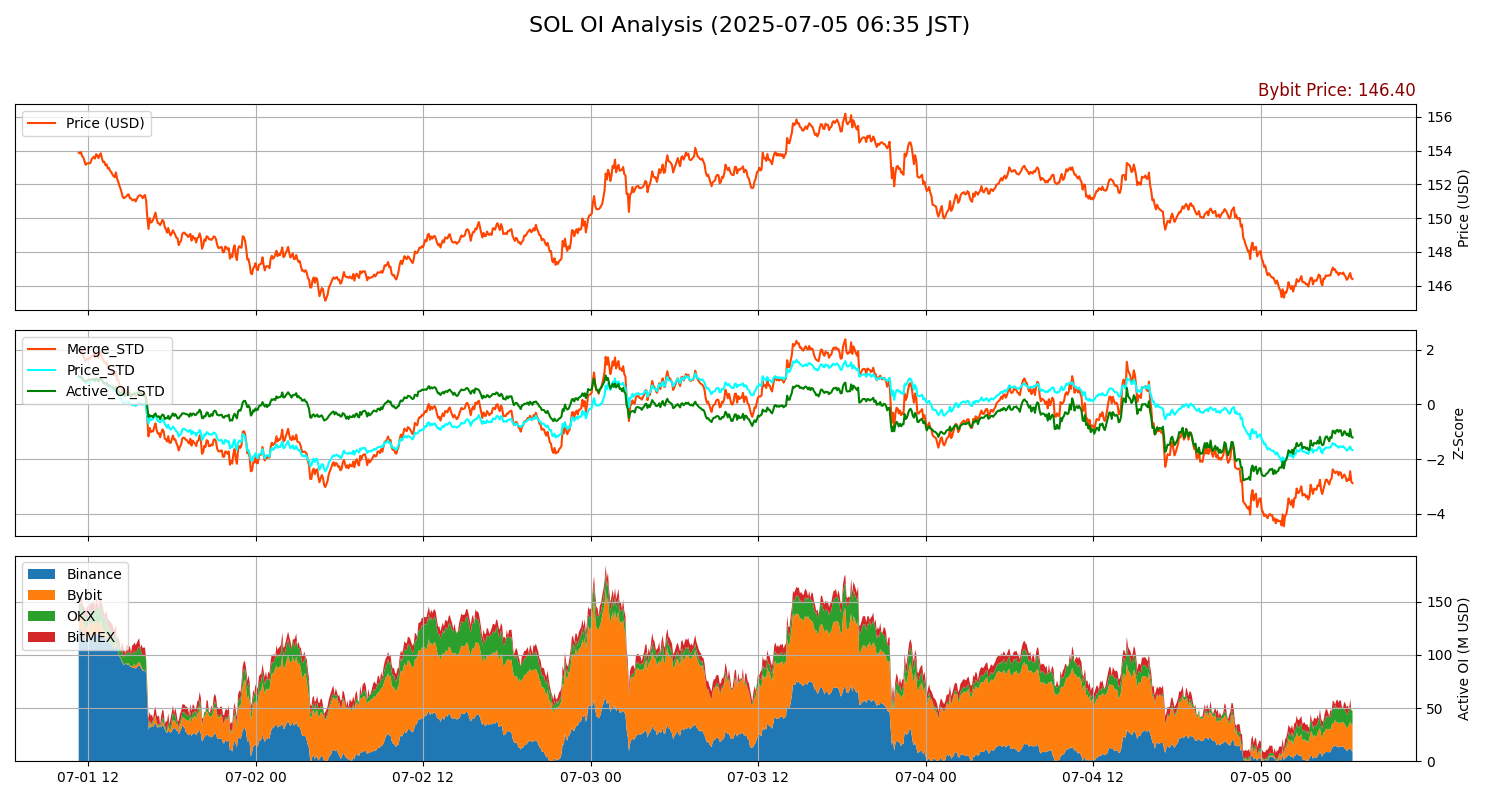 SOL OI Analysis (2025-07-05 06:35 JST)
Bybit Price: 146.40
Price (USD)
156
154
152
150
148
146
Price (USD)
Merge_STD
Price_STD
Active_OI_STD
2
0
−2
−4
Z-Score
Binance
Bybit
OKX
BitMEX
150
100
50
0
Active OI (M USD)
07-01 12
07-02 00
07-02 12
07-03 00
07-03 12
07-04 00
07-04 12
07-05 00